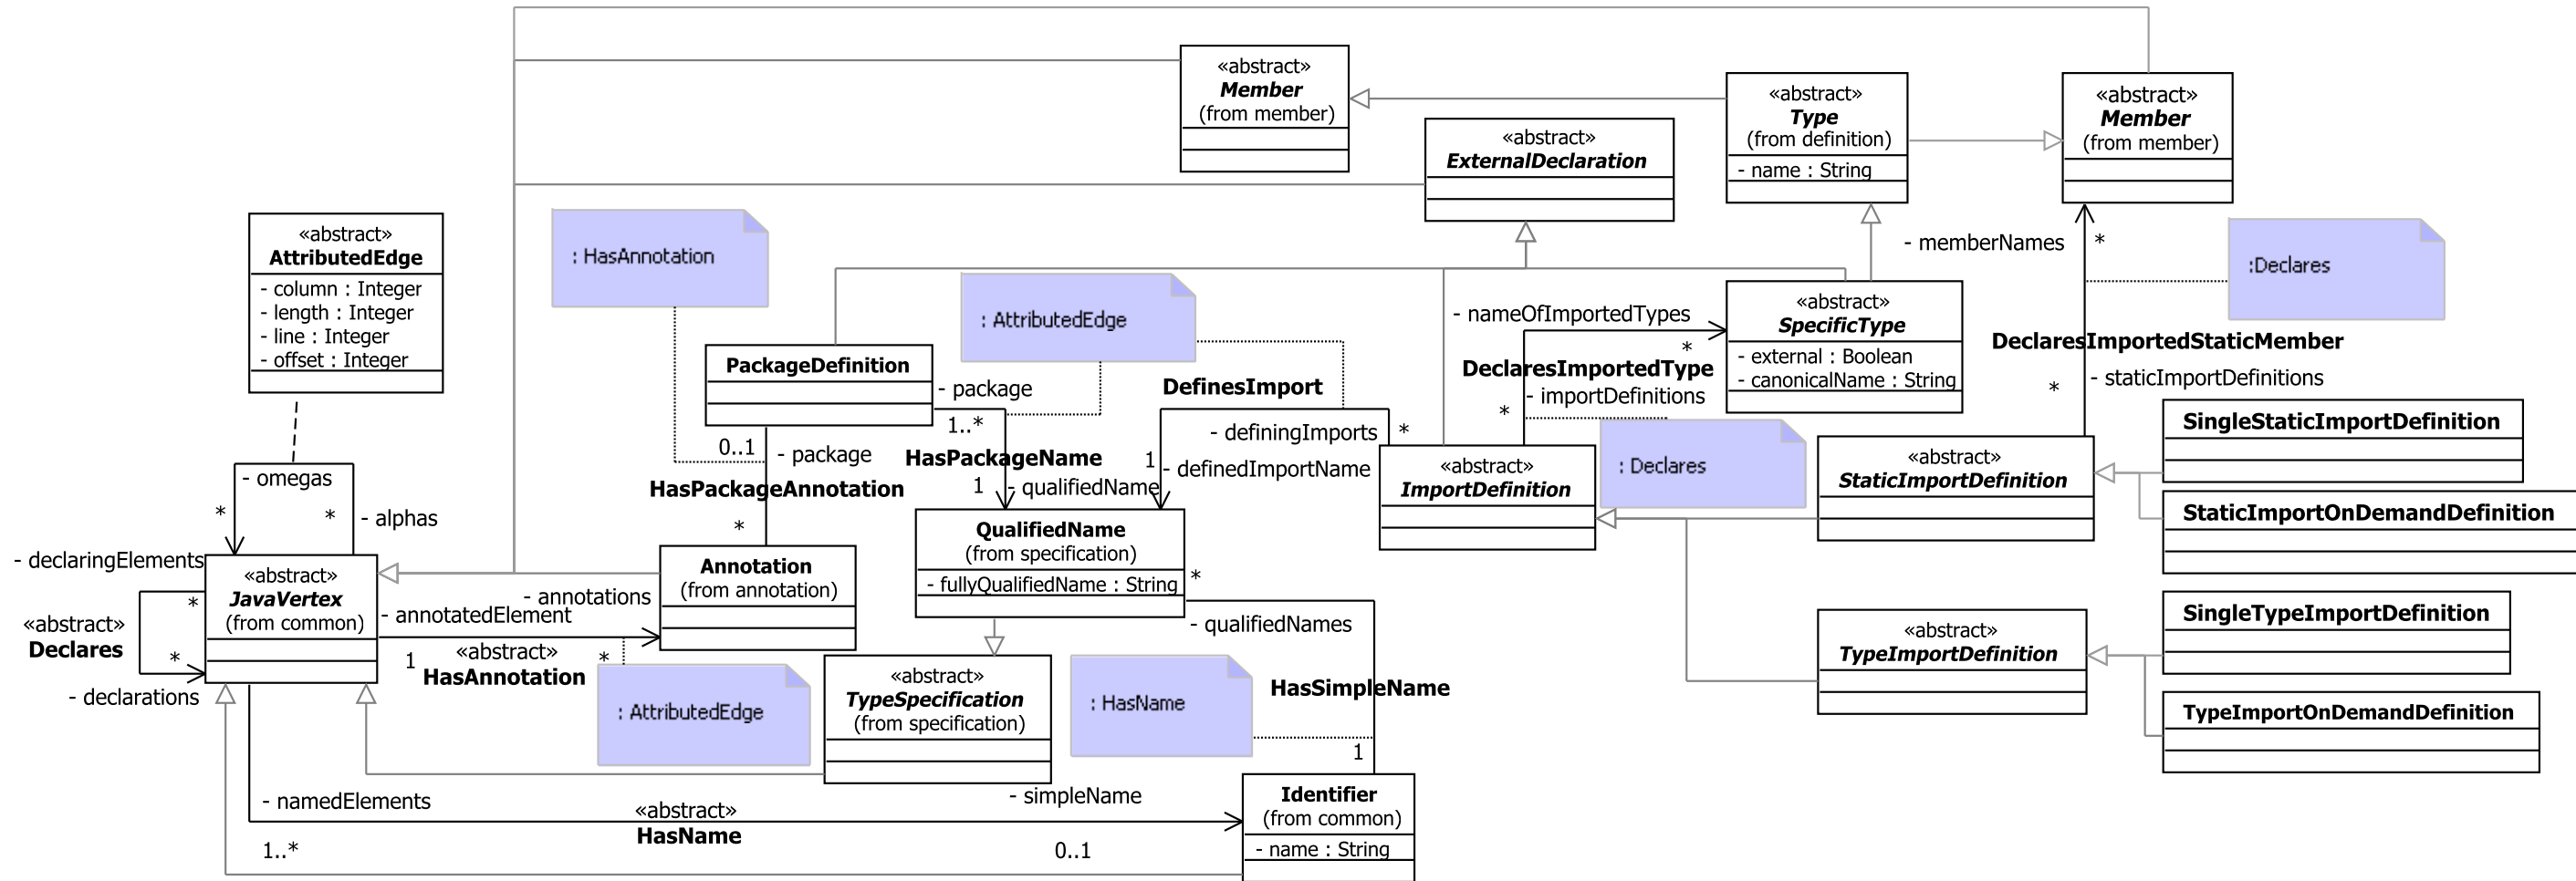 «abstract»
Member
(from member)
«abstract»
Type
(from definition)
- name : String
«abstract»
Member
(from member)
«abstract»
ExternalDeclaration
«abstract»
AttributedEdge
- column : Integer
- length : Integer
- line : Integer
- offset : Integer
: HasAnnotation
: AttributedEdge
- memberNames
*
:Declares
- nameOfImportedTypes
*
«abstract»
SpecificType
- external : Boolean
- canonicalName : String
DeclaresImportedStaticMember
- staticImportDefinitions
*
PackageDefinition
- package
1..*
DefinesImport
DeclaresImportedType
- importDefinitions
*
- definingImports
*
0..1
- package
HasPackageName
1
- definedImportName
HasPackageAnnotation
1
- qualifiedName
*
«abstract»
ImportDefinition
: Declares
«abstract»
StaticImportDefinition
SingleStaticImportDefinition
StaticImportOnDemandDefinition
- omegas
*
*
- alphas
- declaringElements
*
«abstract»
JavaVertex
(from common)
«abstract»
Declares
*
- declarations
- annotatedElement
1
«abstract»
HasAnnotation
- annotations
*
Annotation
(from annotation)
QualifiedName
(from specification)
- fullyQualifiedName : String
*
- qualifiedNames
SingleTypeImportDefinition
«abstract»
TypeImportDefinition
TypeImportOnDemandDefinition
: AttributedEdge
«abstract»
TypeSpecification
(from specification)
: HasName
HasSimpleName
1
- namedElements
1..*
«abstract»
HasName
- simpleName
0..1
Identifier
(from common)
- name : String